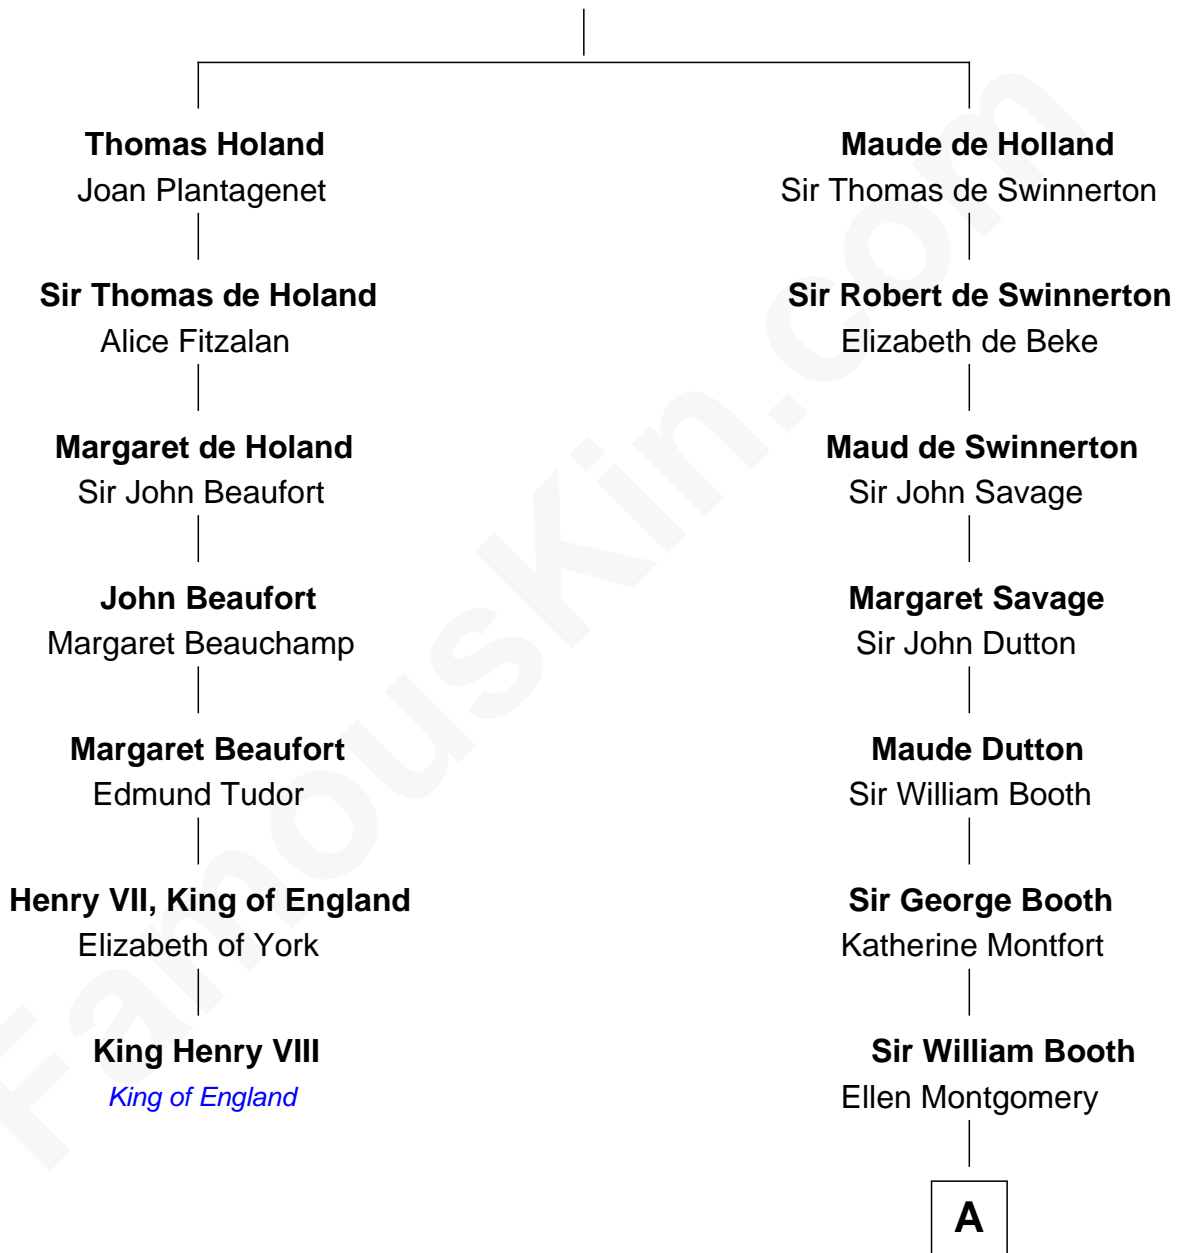 Thomas Holand
Joan Plantagenet
Sir Thomas de Holand
Alice Fitzalan
Margaret de Holand
Sir John Beaufort
John Beaufort
Margaret Beauchamp
Margaret Beaufort
Edmund Tudor
Henry VII, King of England
Elizabeth of York
King Henry VIII
King of England
Maude de Holland
Sir Thomas de Swinnerton
Sir Robert de Swinnerton
Elizabeth de Beke
Maud de Swinnerton
Sir John Savage
Margaret Savage
Sir John Dutton
Maude Dutton
Sir William Booth
Sir George Booth
Katherine Montfort
Sir William Booth
Ellen Montgomery
A
FamousKin.com